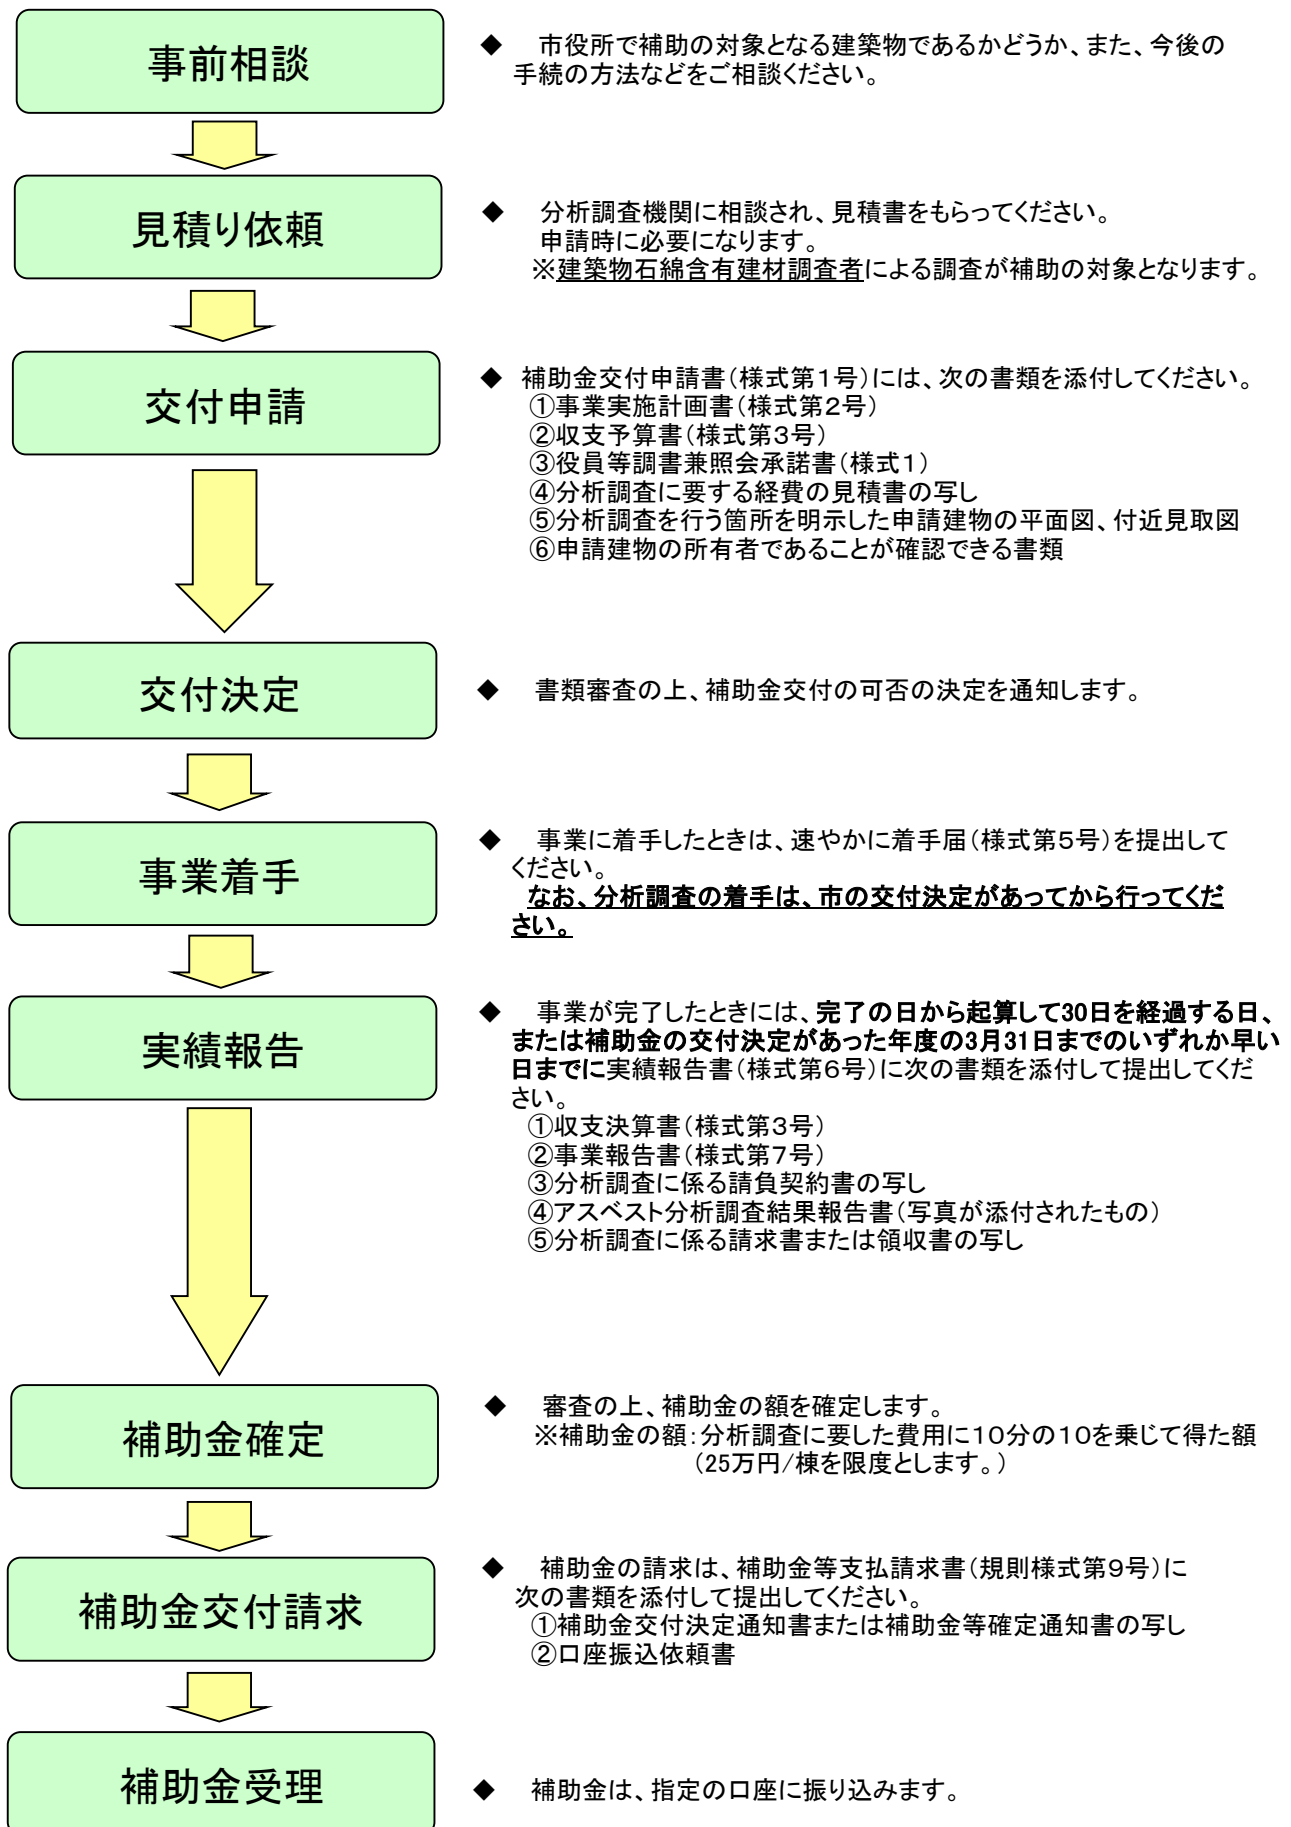 事前相談
◆ 市役所で補助の対象となる建築物であるかどうか、また、今後の
手続の方法などをご相談ください。
見積り依頼
◆ 分析調査機関に相談され、見積書をもらってください。
申請時に必要になります。
※建築物石綿含有建材調査者による調査が補助の対象となります。
交付申請
◆ 補助金交付申請書（様式第１号）には、次の書類を添付してください。
①事業実施計画書（様式第２号）
②収支予算書（様式第３号）
③役員等調書兼照会承諾書（様式１）
④分析調査に要する経費の見積書の写し
⑤分析調査を行う箇所を明示した申請建物の平面図、付近見取図
⑥申請建物の所有者であることが確認できる書類
交付決定
◆ 書類審査の上、補助金交付の可否の決定を通知します。
事業着手
◆ 事業に着手したときは、速やかに着手届（様式第５号）を提出して
ください。
なお、分析調査の着手は、市の交付決定があってから行ってくだ
さい。
実績報告
◆ 事業が完了したときには、完了の日から起算して30日を経過する日、
または補助金の交付決定があった年度の3月31日までのいずれか早い
日までに実績報告書（様式第６号）に次の書類を添付して提出してくだ
さい。
①収支決算書（様式第３号）
②事業報告書（様式第７号）
③分析調査に係る請負契約書の写し
④アスベスト分析調査結果報告書（写真が添付されたもの）
⑤分析調査に係る請求書または領収書の写し
補助金確定
◆ 審査の上、補助金の額を確定します。
※補助金の額：分析調査に要した費用に１０分の１０を乗じて得た額
（25万円/棟を限度とします。）
補助金交付請求
◆ 補助金の請求は、補助金等支払請求書（規則様式第９号）に
次の書類を添付して提出してください。
①補助金交付決定通知書または補助金等確定通知書の写し
②口座振込依頼書
補助金受理
◆ 補助金は、指定の口座に振り込みます。